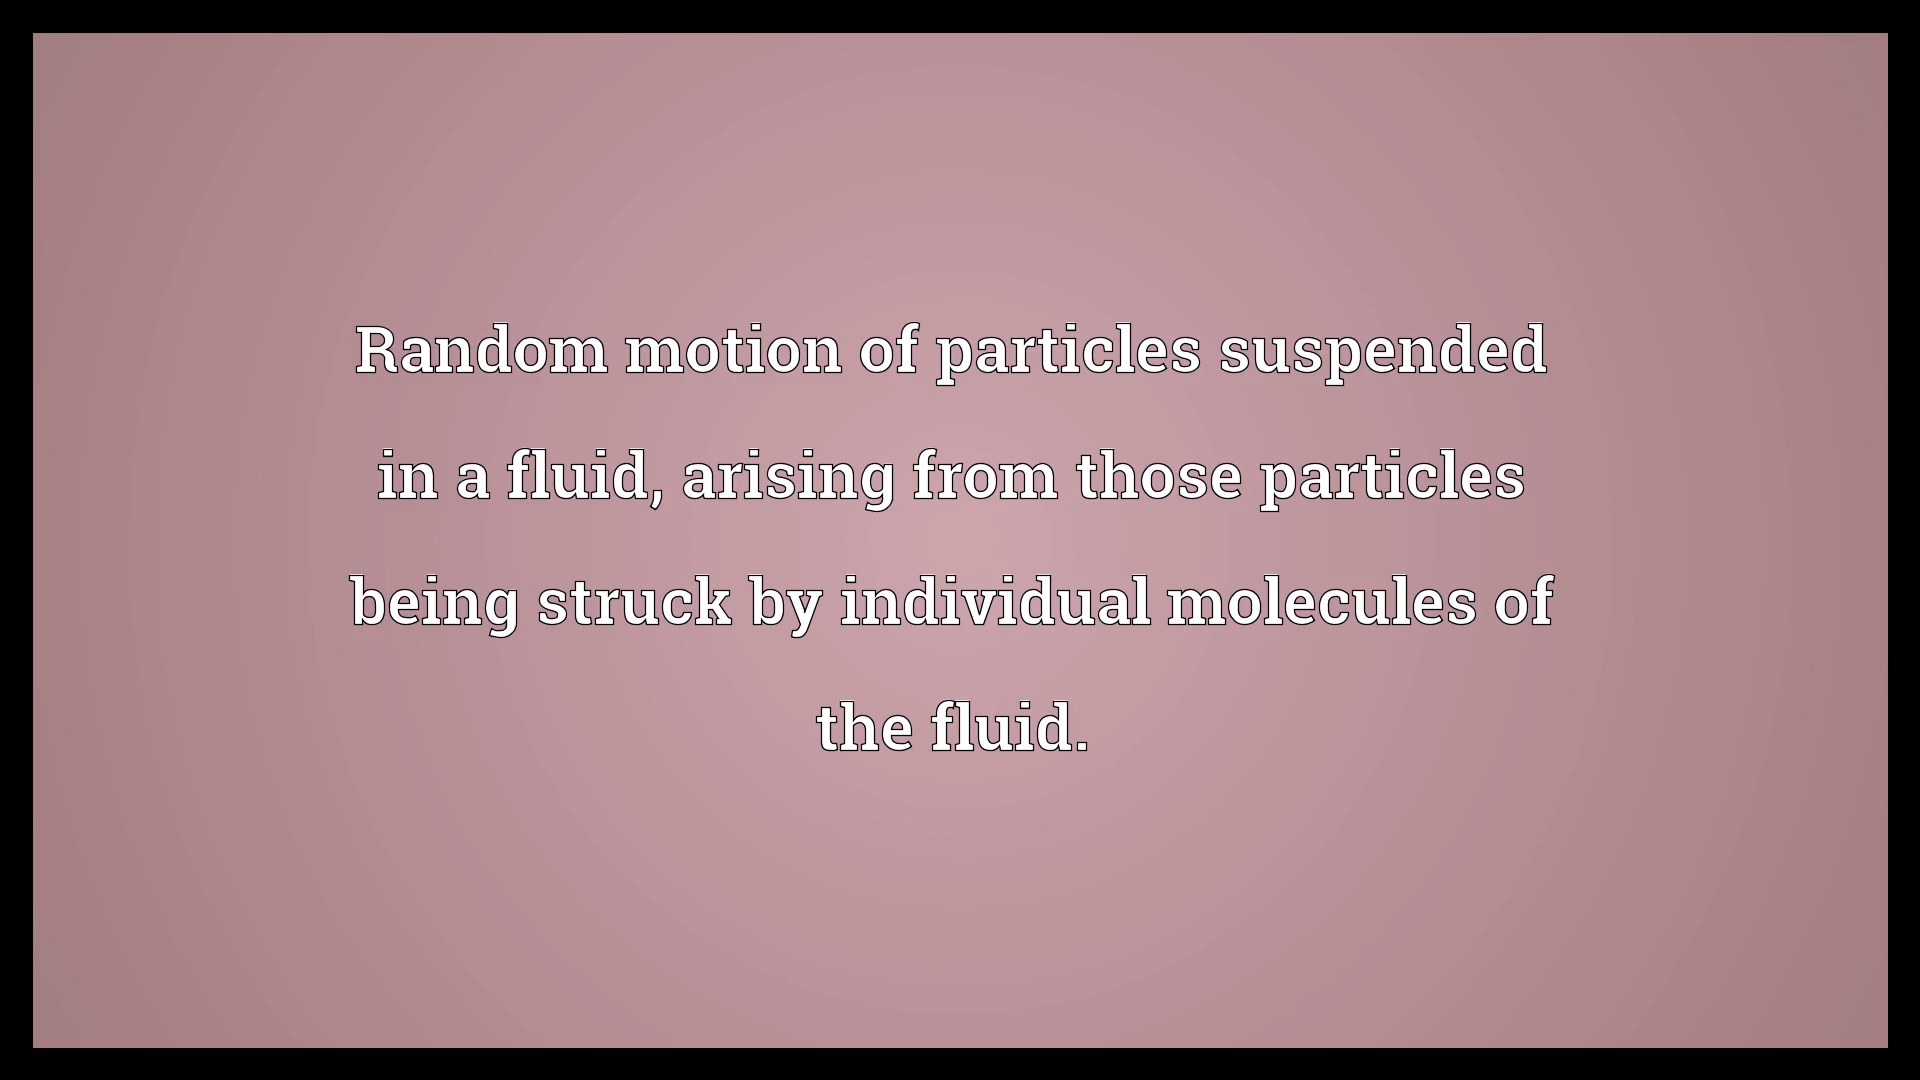 Random motion of particles suspended
in a fluid, arising from those particles
being struck by individual molecules of
the fluid.